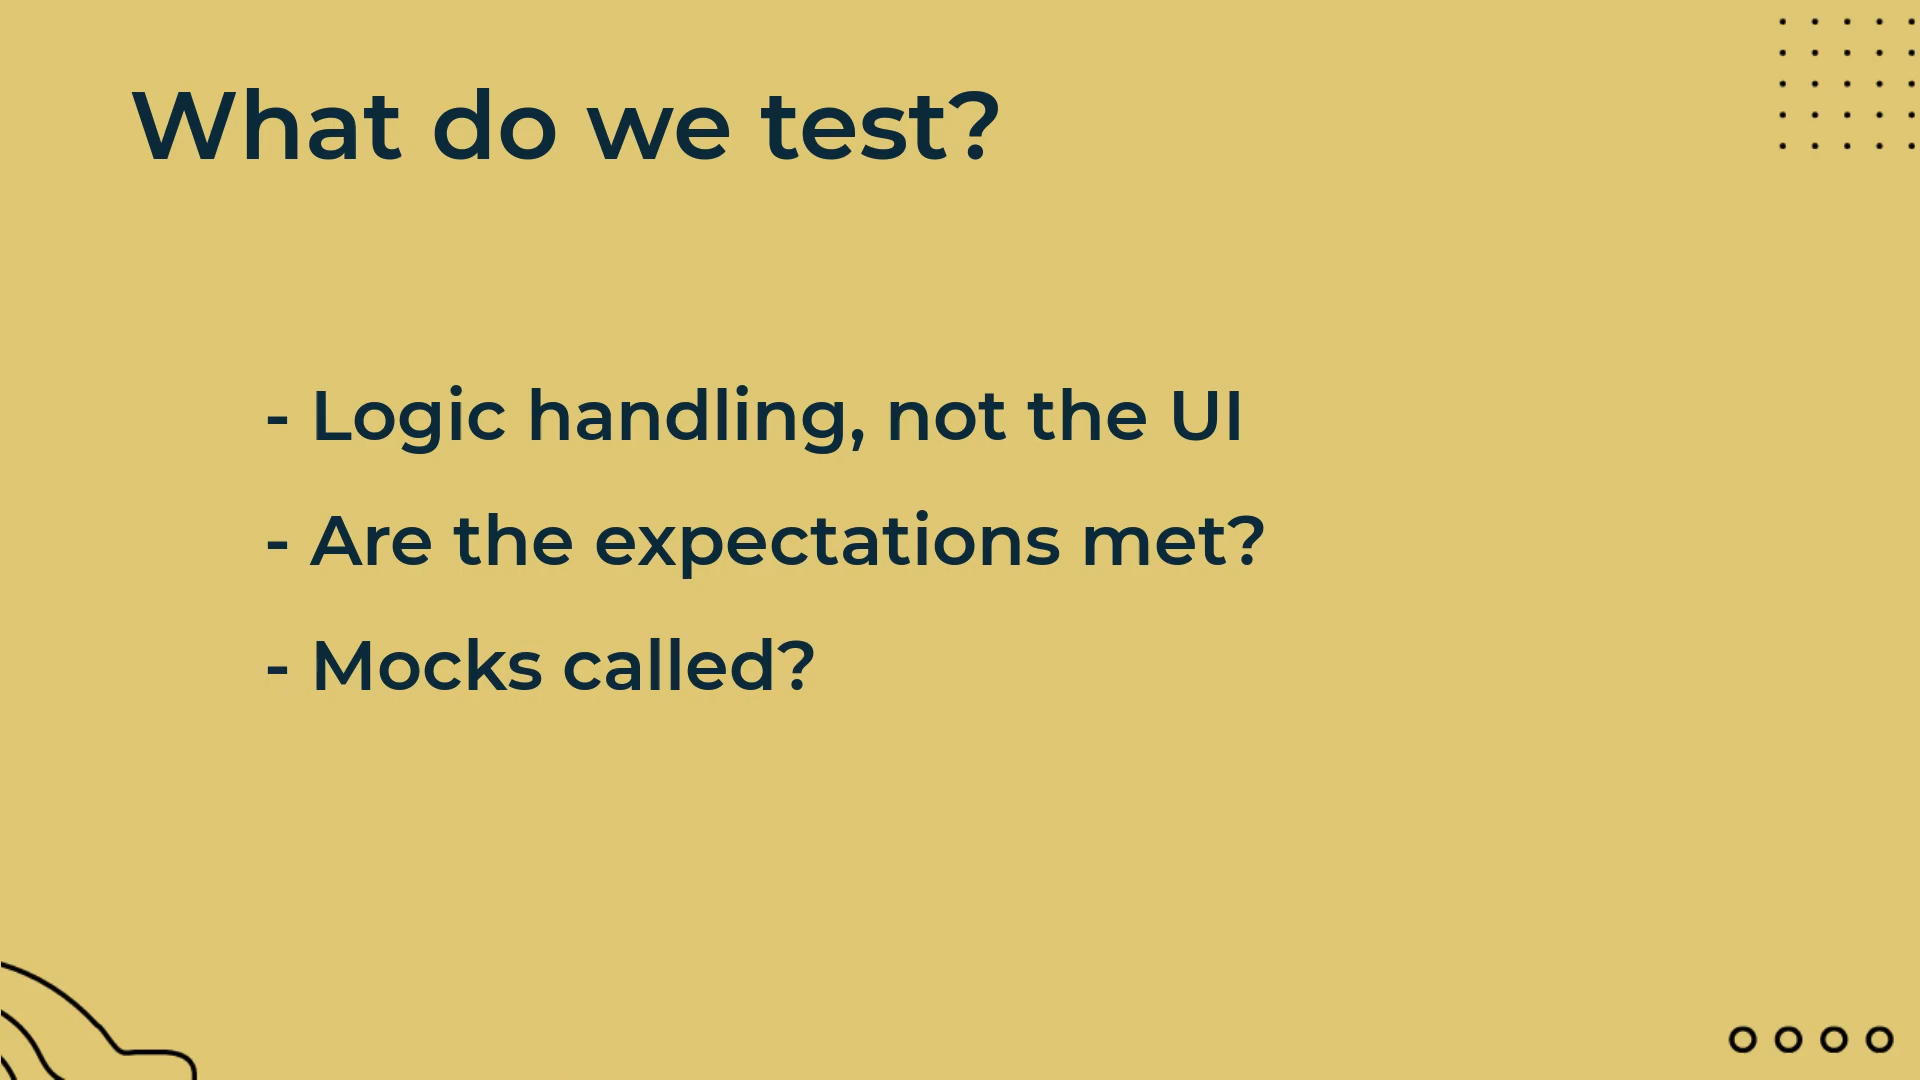 What do we test?
- Logic handling, not the UI
- Are the expectations met?
- Mocks called?